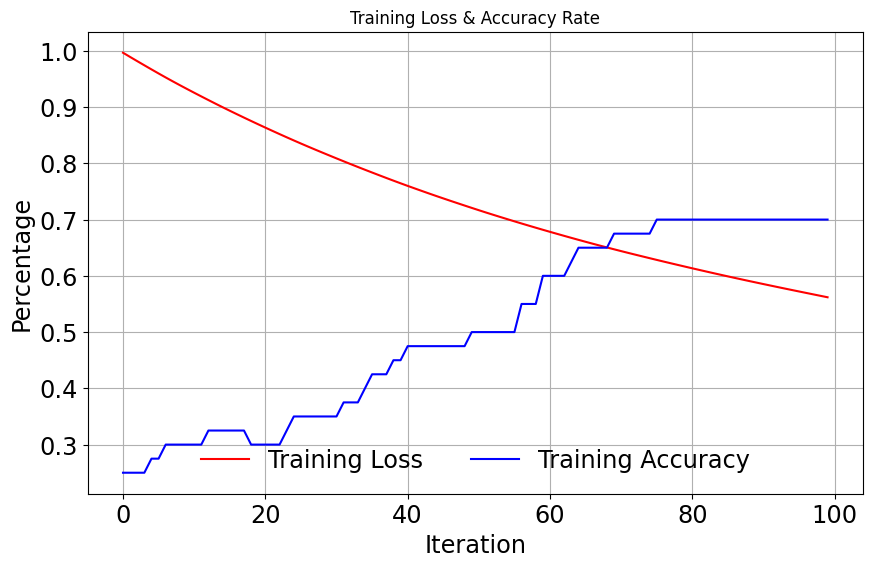 Training Loss & Accuracy Rate
1.0
0.9
0.8
0.7
0.6
0.5
0.4
0.3
Percentage
Training Loss
Training Accuracy
0 20 40 60 80 100
Iteration